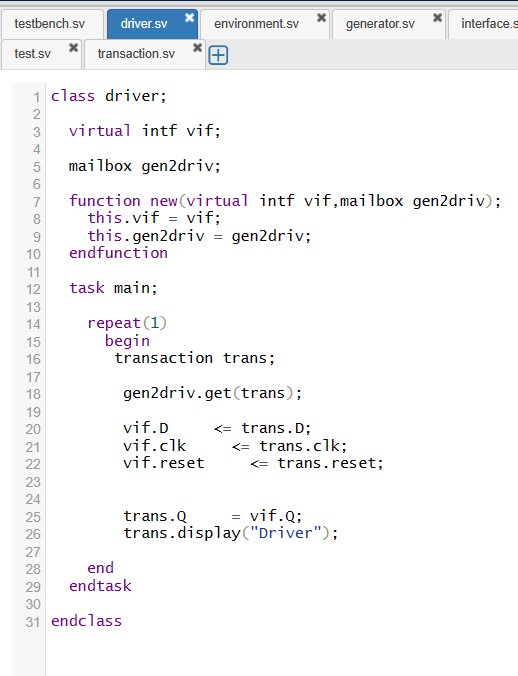 testbench.sv driver.sv environment.sv generator.sv interface.s
test.sv transaction.sv
1 class driver;
2
3 virtual intf vif;
4
5 mailbox gen2driv;
6
7 function new(virtual intf vif,mailbox gen2driv);
8 this.vif = vif;
9 this.gen2driv = gen2driv;
10 endfunction
11
12 task main;
13
14 repeat(1)
15 begin
16 transaction trans;
17
18 gen2driv.get(trans);
19
20 vif.D <= trans.D;
21 vif.clk <= trans.clk;
22 vif.reset <= trans.reset;
23
24
25 trans.Q = vif.Q;
26 trans.display("Driver");
27
28 end
29 endtask
30
31 endclass